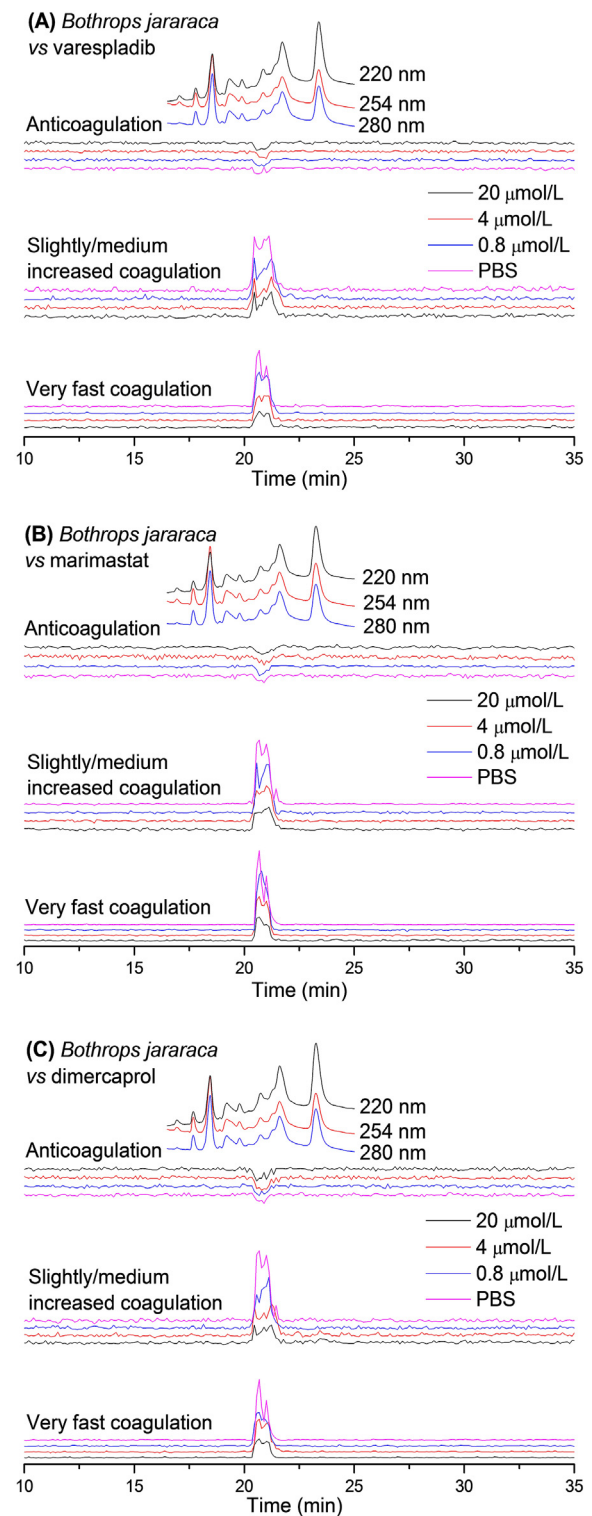 (A) Bothrops jararaca
vs varespladib
220 nm
254 nm
280 nm
Anticoagulation
20 μmol/L
4 μmol/L
0.8 μmol/L
PBS
Slightly/medium
increased coagulation
Very fast coagulation
10 15 20 25 30 35
Time (min)
(B) Bothrops jararaca
vs marimastat
220 nm
254 nm
280 nm
Anticoagulation
20 μmol/L
4 μmol/L
0.8 μmol/L
PBS
Slightly/medium
increased coagulation
Very fast coagulation
10 15 20 25 30 35
Time (min)
(C) Bothrops jararaca
vs dimercaprol
220 nm
254 nm
280 nm
Anticoagulation
20 μmol/L
4 μmol/L
0.8 μmol/L
PBS
Slightly/medium
increased coagulation
Very fast coagulation
10 15 20 25 30 35
Time (min)